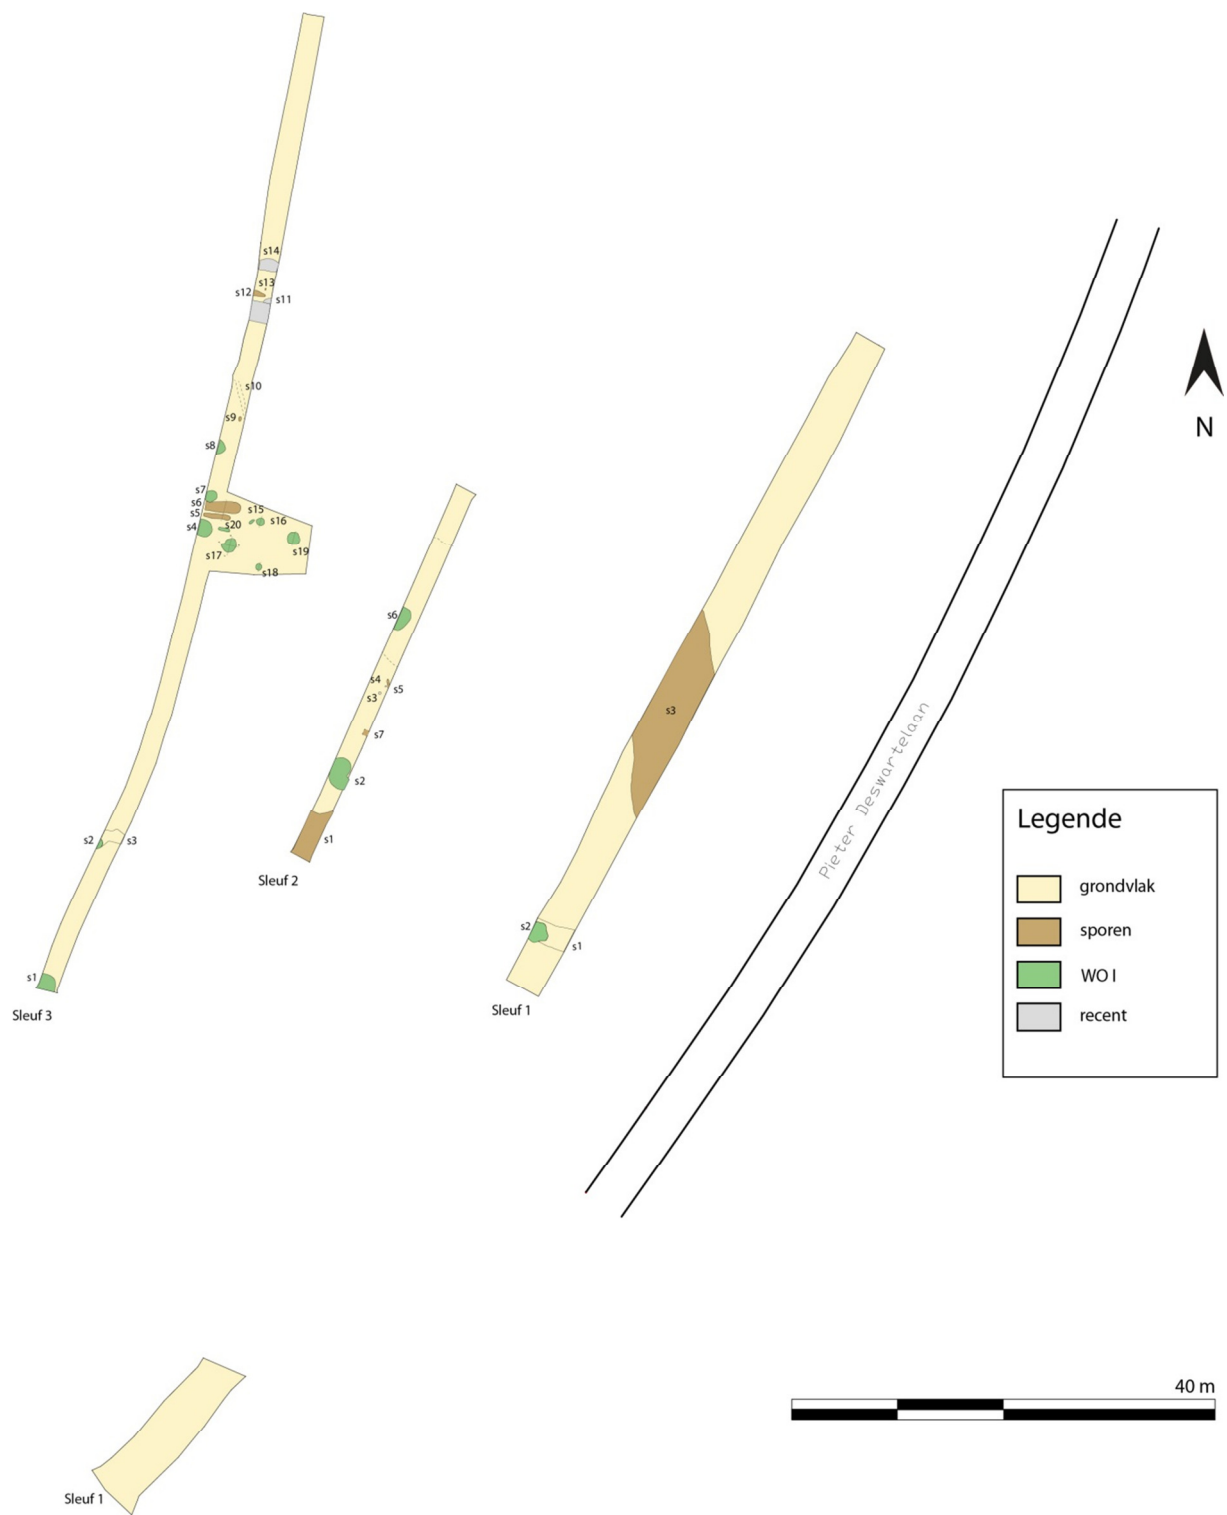 s14
s13
s12
s11
s10
s9
s8
s7
s6
s5
s4
s15
s16
s20
s17
s19
s18
s2
s3
s1
Sleuf 3
s6
s4
s5
s3
s7
s2
s1
Sleuf 2
s3
s2
s1
Sleuf 1
Pieter Deswartelaan
N
Legende
grondvlak
sporen
WO I
recent
40 m
Sleuf 1